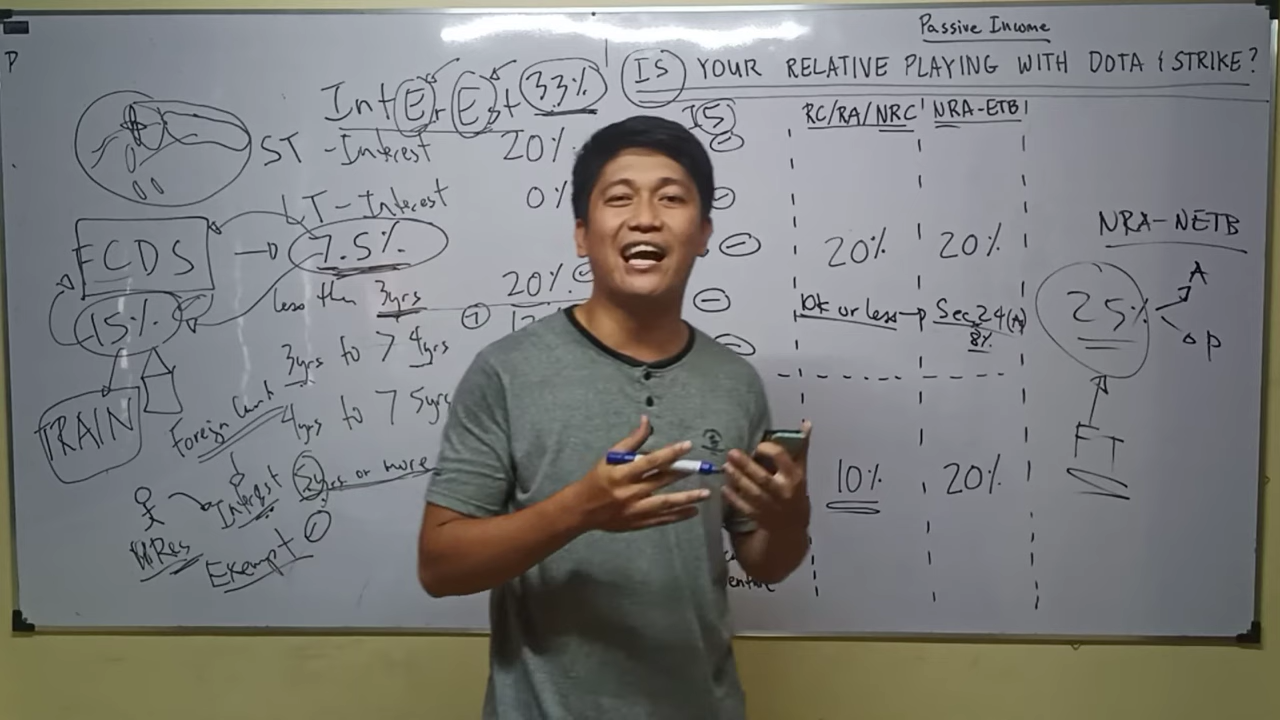 Passive Income
P
IS YOUR RELATIVE PLAYING WITH DOTA & STRIKE?
IntErEst 33%
ST - Interest 20%
LT - Interest 0%
FCDS
7.5%
less than 3yrs 20%
15%
3yrs to > 4yrs
4yrs to > 5yrs
5yrs or more
TRAIN
Foreign
Interest
NRes
Exempt
IS
RC/RA/NRC NRA-ETB
20% 20%
10k or less Sec 24(A)
8%
10% 20%
NRA-NETB
25%
A
OP
FT